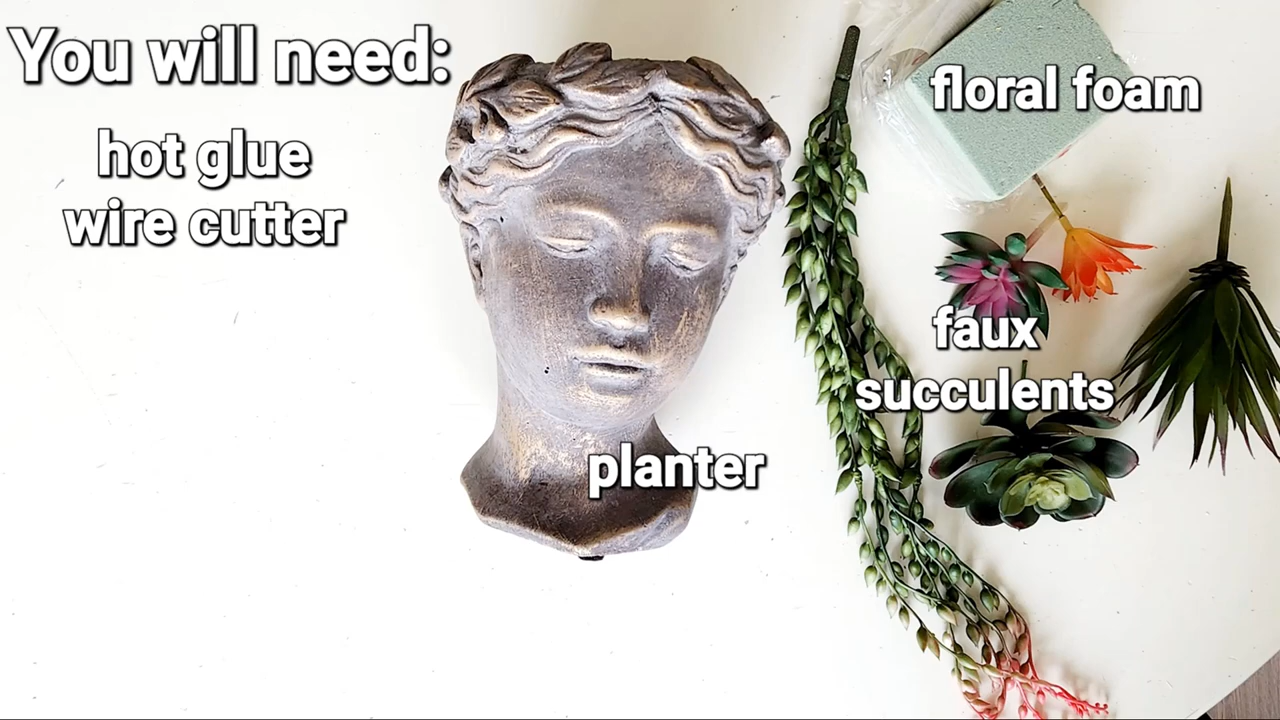 You will need:
hot glue
wire cutter
floral foam
faux
succulents
planter